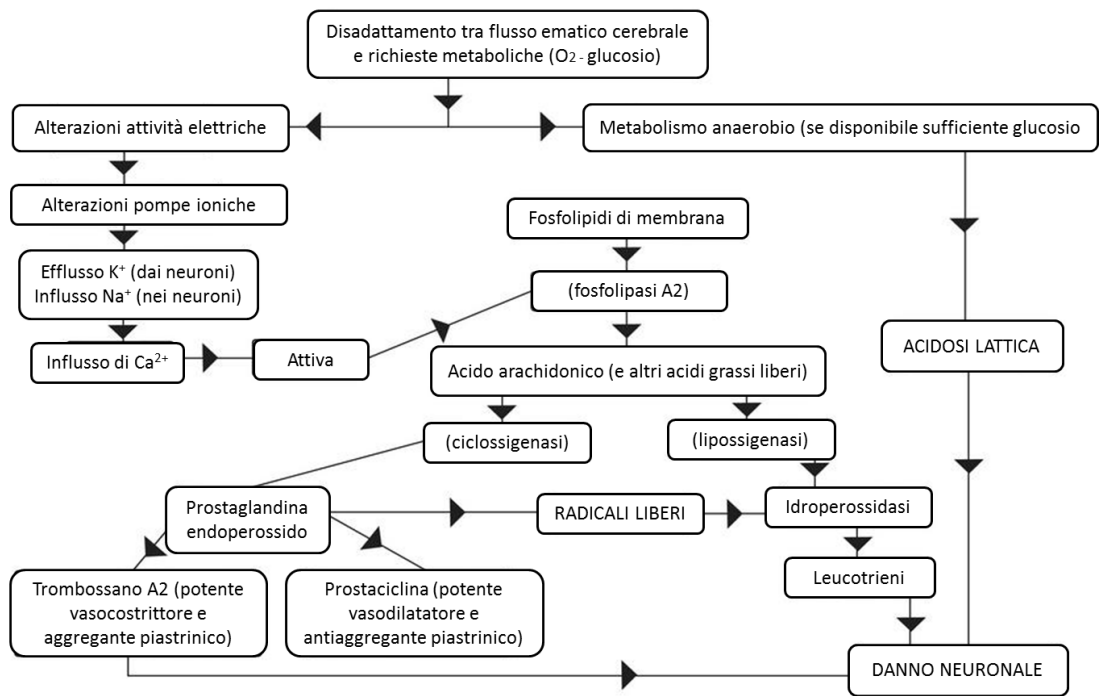 Disadattamento tra flusso ematico cerebrale
e richieste metaboliche (O2 - glucosio)
Alterazioni attività elettriche
Metabolismo anaerobio (se disponibile sufficiente glucosio
Alterazioni pompe ioniche
Fosfolipidi di membrana
Efflusso K⁺ (dai neuroni)
Influsso Na⁺ (nei neuroni)
(fosfolipasi A2)
Influsso di Ca²⁺
Attiva
ACIDOSI LATTICA
Acido arachidonico (e altri acidi grassi liberi)
(ciclossigenasi)
(lipossigenasi)
Prostaglandina
endoperossido
RADICALI LIBERI
Idroperossidasi
Leucotrieni
Trombossano A2 (potente
vasocostrittore e
aggregante piastrinico)
Prostaciclina (potente
vasodilatatore e
antiaggregante piastrinico)
DANNO NEURONALE